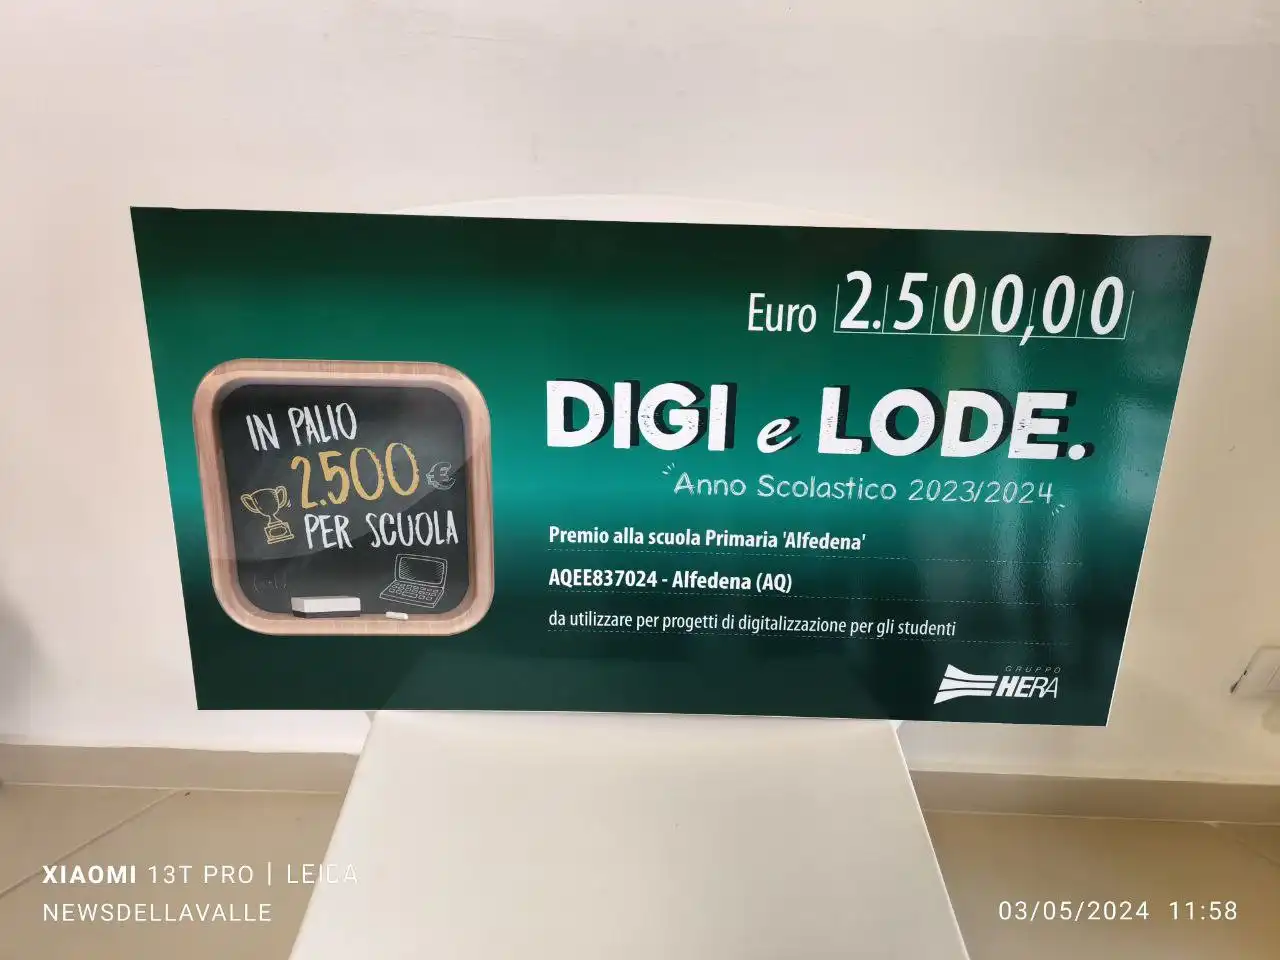 Euro 2.500,00
IN PALIO
2.500 €
PER SCUOLA
DIGI e LODE.
"Anno Scolastico 2023/2024"
Premio alla scuola Primaria 'Alfedena'
AQEE837024 - Alfedena (AQ)
da utilizzare per progetti di digitalizzazione per gli studenti
GRUPPO
HERA
XIAOMI 13T PRO | LEICA
NEWSDELLAVALLE
03/05/2024 11:58